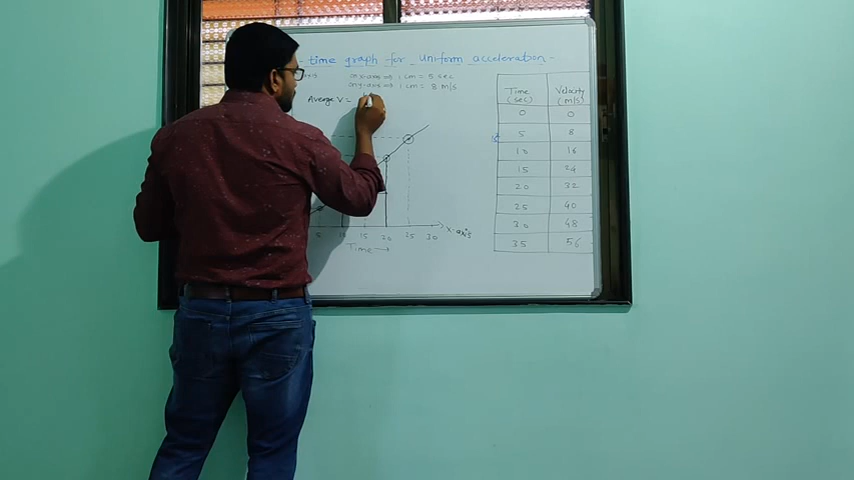 - time graph for uniform acceleration -
on x-axis ⇒ 1 cm = 5 sec
on y-axis ⇒ 1 cm = 8 m/s
Average V =
Time (sec) Velocity (m/s)
0 0
5 8
10 16
15 24
20 32
25 40
30 48
35 56
5 10 15 20 25 30 X-axis
Time →